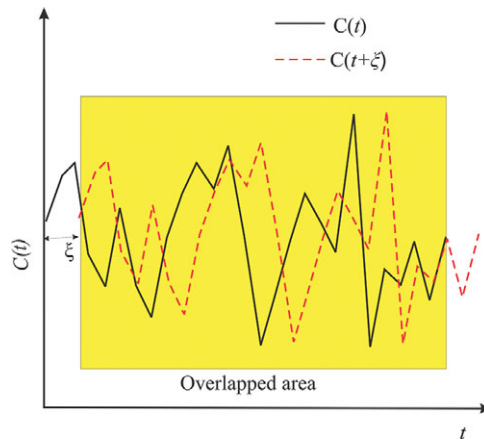 C(t)
C(t+ξ)
C(t)
ξ
Overlapped area
t